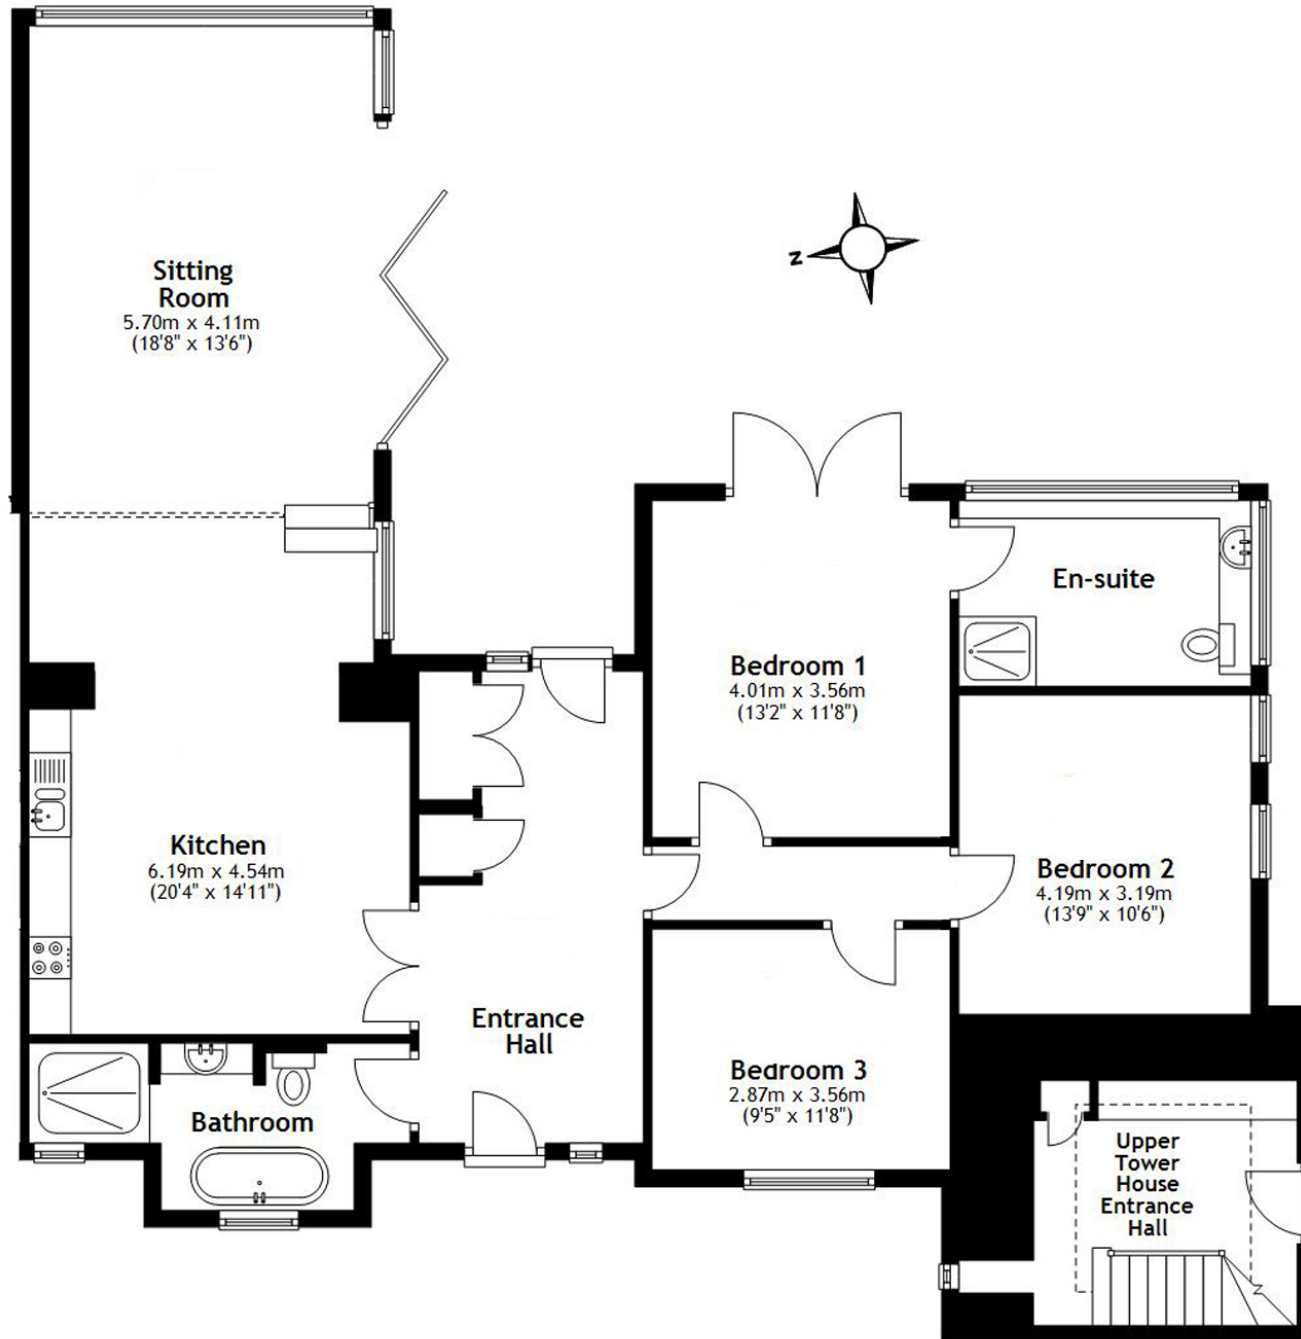 Sitting
Room
5.70m x 4.11m
(18'8" x 13'6")
N
En-suite
Bedroom 1
4.01m x 3.56m
(13'2" x 11'8")
Kitchen
6.19m x 4.54m
(20'4" x 14'11")
Bedroom 2
4.19m x 3.19m
(13'9" x 10'6")
Entrance
Hall
Bedroom 3
2.87m x 3.56m
(9'5" x 11'8")
Bathroom
Upper
Tower
House
Entrance
Hall